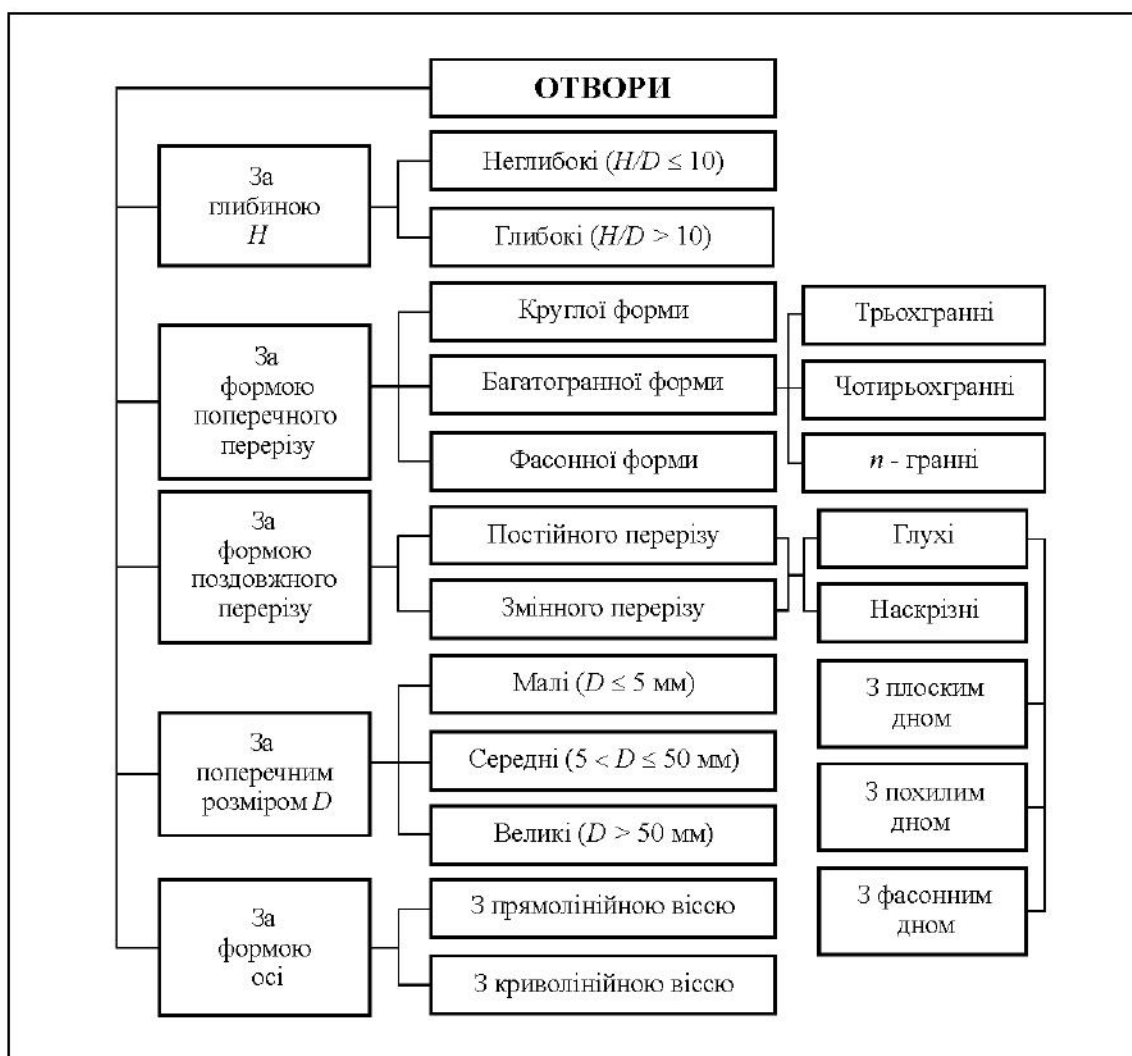 ОТВОРИ
За
глибиною
H
Неглибокі (H/D ≤ 10)
Глибокі (H/D > 10)
За
формою
поперечного
перерізу
Круглої форми
Багатогранної форми
Фасонної форми
Трьохгранні
Чотирьохгранні
n - гранні
За
формою
поздовжного
перерізу
Постійного перерізу
Змінного перерізу
Глухі
Наскрізні
З плоским
дном
З похилим
дном
З фасонним
дном
За
поперечним
розміром D
Малі (D ≤ 5 мм)
Середні (5 < D ≤ 50 мм)
Великі (D > 50 мм)
За
формою
осі
З прямолінійною віссю
З криволінійною віссю